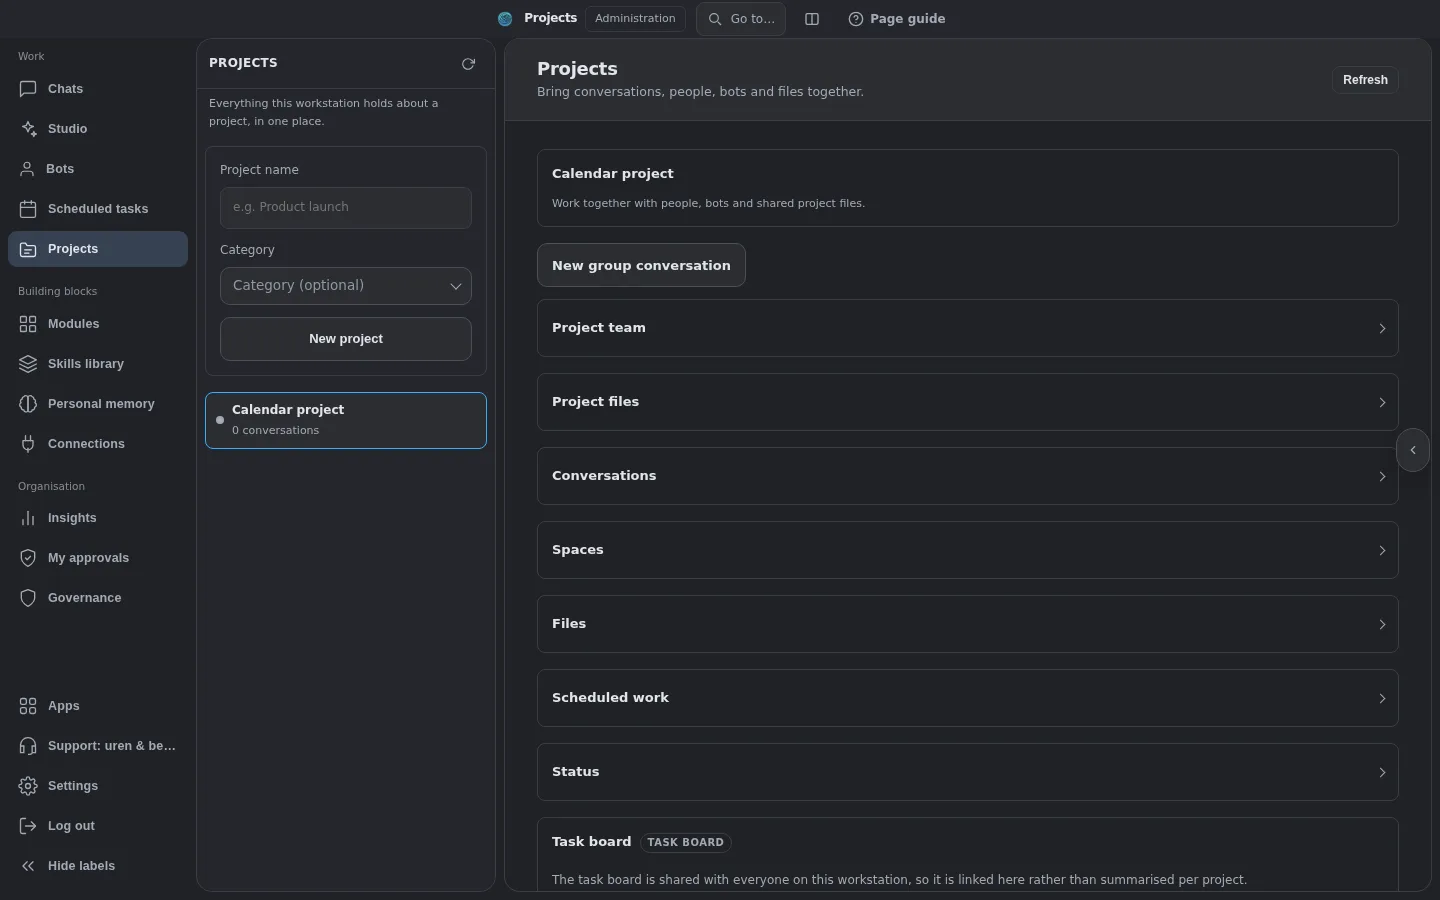 Projects
Administration
Go to...
Page guide
Work
Chats
Studio
Bots
Scheduled tasks
Projects
Building blocks
Modules
Skills library
Personal memory
Connections
Organisation
Insights
My approvals
Governance
Apps
Support: uren & be...
Settings
Log out
Hide labels
PROJECTS
Everything this workstation holds about a
project, in one place.
Project name
e.g. Product launch
Category
Category (optional)
New project
Calendar project
0 conversations
Projects
Bring conversations, people, bots and files together.
Refresh
Calendar project
Work together with people, bots and shared project files.
New group conversation
Project team
Project files
Conversations
Spaces
Files
Scheduled work
Status
Task board TASK BOARD
The task board is shared with everyone on this workstation, so it is linked here rather than summarised per project.